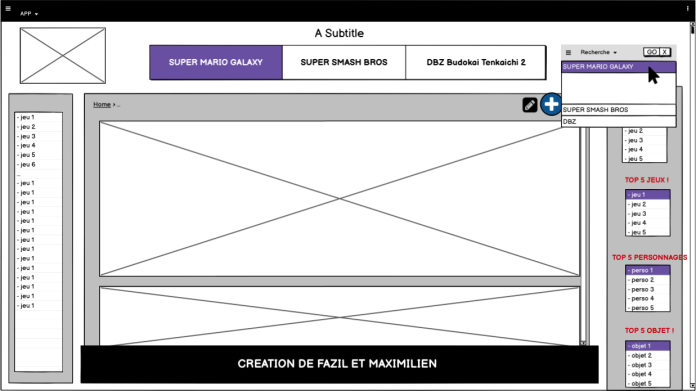 APP
A Subtitle
SUPER MARIO GALAXY
SUPER SMASH BROS
DBZ Budokai Tenkaichi 2
Recherche
GO
X
SUPER MARIO GALAXY
SUPER SMASH BROS
DBZ
Home >...
- jeu 1
- jeu 2
- jeu 3
- jeu 4
- jeu 5
- jeu 6
...
- jeu 1
- jeu 1
- jeu 1
- jeu 1
- jeu 1
- jeu 1
- jeu 1
- jeu 1
- jeu 1
- jeu 1
- jeu 1
- jeu 1
- jeu 1
- jeu 1
- jeu 2
- jeu 3
- jeu 4
- jeu 5
TOP 5 JEUX !
- jeu 1
- jeu 2
- jeu 3
- jeu 4
- jeu 5
TOP 5 PERSONNAGES
- perso 1
- perso 2
- perso 3
- perso 4
- perso 5
TOP 5 OBJET !
- objet 1
- objet 2
- objet 3
- objet 4
- objet 5
CREATION DE FAZIL ET MAXIMILIEN